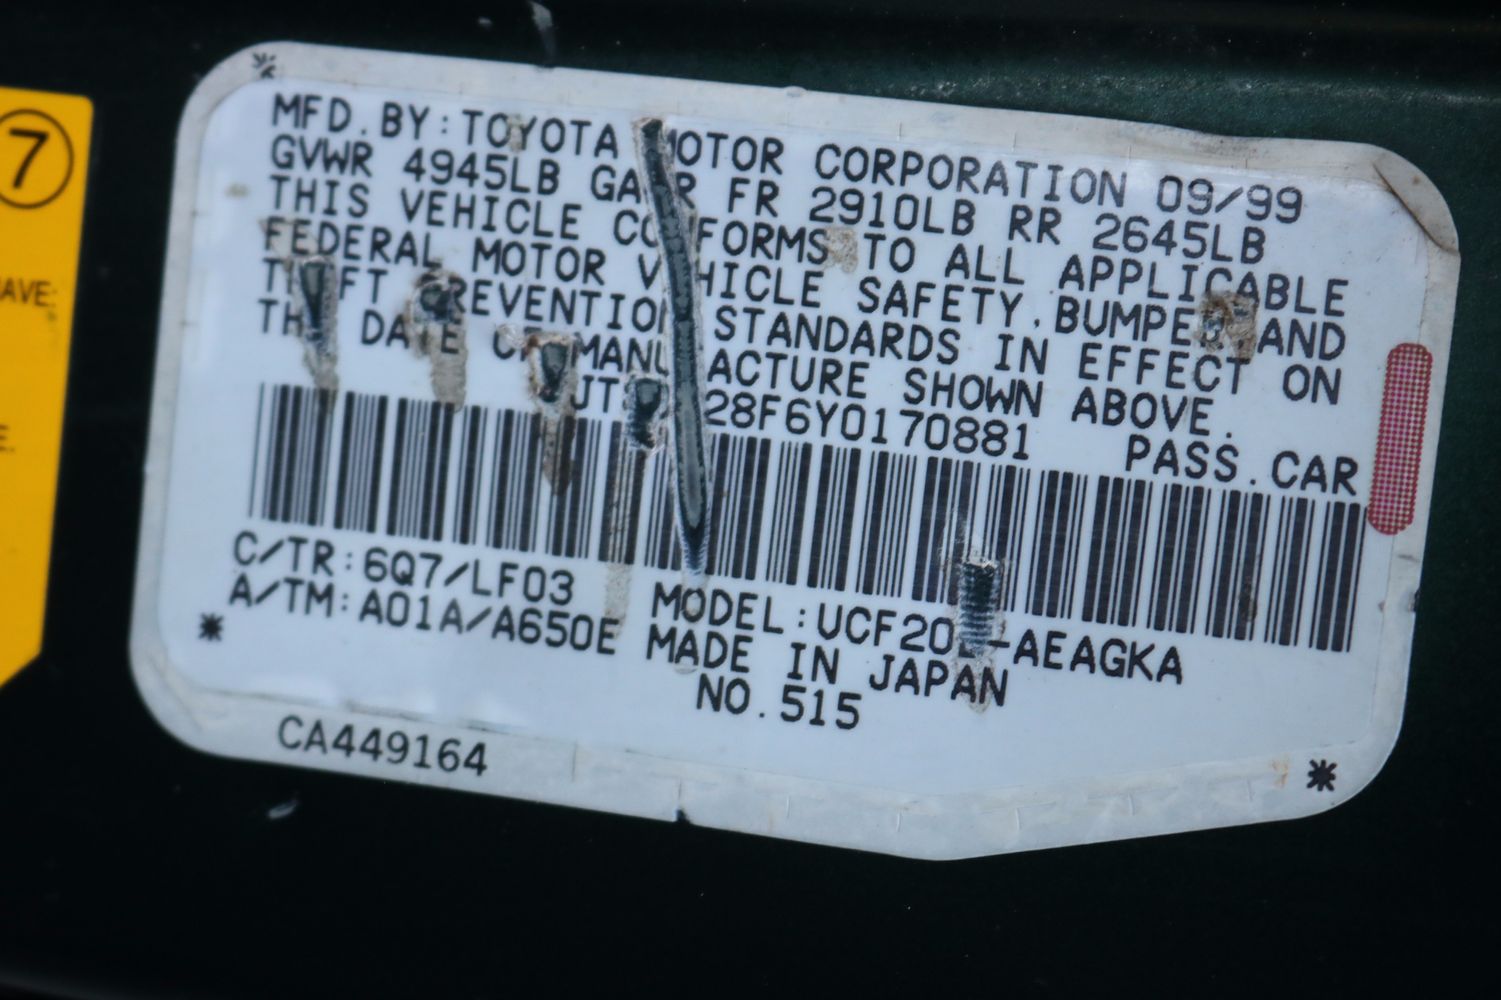 7
AVE:
E.
MFD. BY: TOYOTA MOTOR CORPORATION 09/99
GVWR 4945LB GAWR FR 2910LB RR 2645LB
THIS VEHICLE CONFORMS TO ALL APPLICABLE
FEDERAL MOTOR VEHICLE SAFETY, BUMPER, AND
THEFT PREVENTION STANDARDS IN EFFECT ON
THE DATE OF MANUFACTURE SHOWN ABOVE.
28F6Y0170881 PASS. CAR
C/TR: 6Q7/LF03 MODEL: UCF20L-AEAGKA
A/TM: A01A/A650E MADE IN JAPAN
NO. 515
CA449164